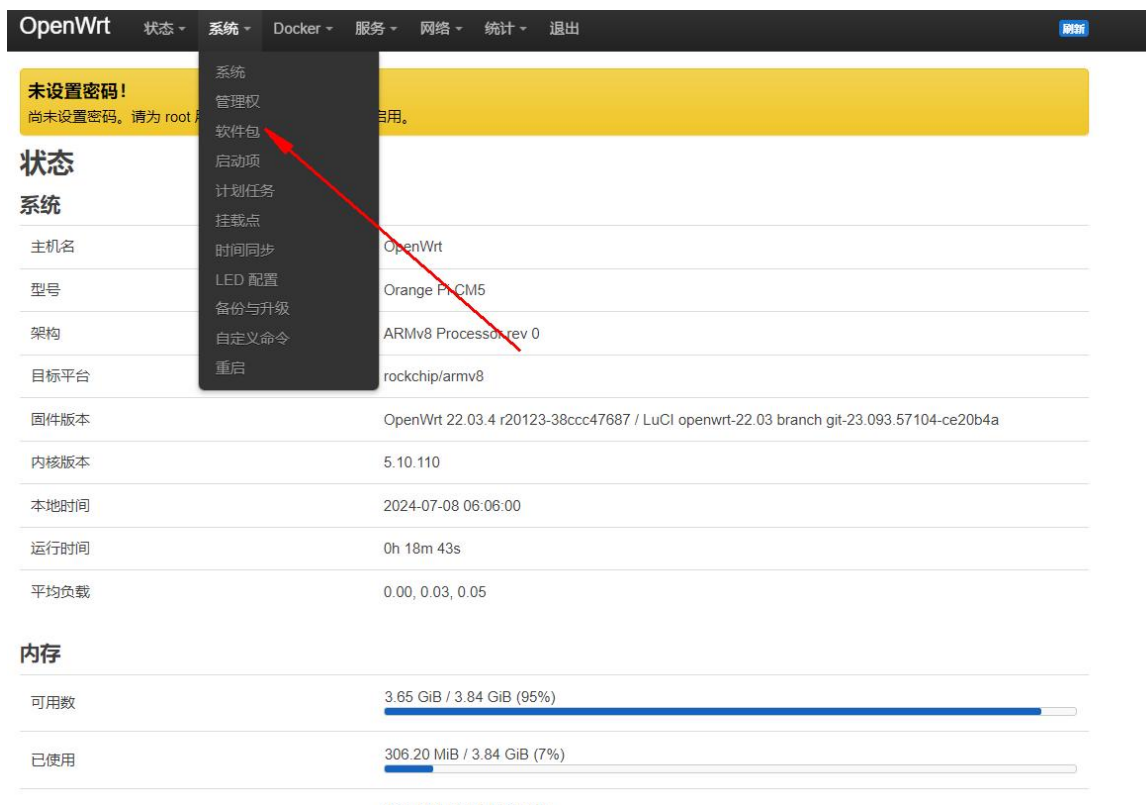 OpenWrt 状态 系统 Docker 服务 网络 统计 退出 刷新
系统
管理权
软件包
启动项
计划任务
挂载点
时间同步
LED 配置
备份与升级
自定义命令
重启
未设置密码!
尚未设置密码。请为 root 启用。
状态
系统
主机名 OpenWrt
型号 Orange Pi CM5
架构 ARMv8 Processor rev 0
目标平台 rockchip/armv8
固件版本 OpenWrt 22.03.4 r20123-38ccc47687 / LuCI openwrt-22.03 branch git-23.093.57104-ce20b4a
内核版本 5.10.110
本地时间 2024-07-08 06:06:00
运行时间 0h 18m 43s
平均负载 0.00, 0.03, 0.05
内存
可用数 3.65 GiB / 3.84 GiB (95%)
已使用 306.20 MiB / 3.84 GiB (7%)